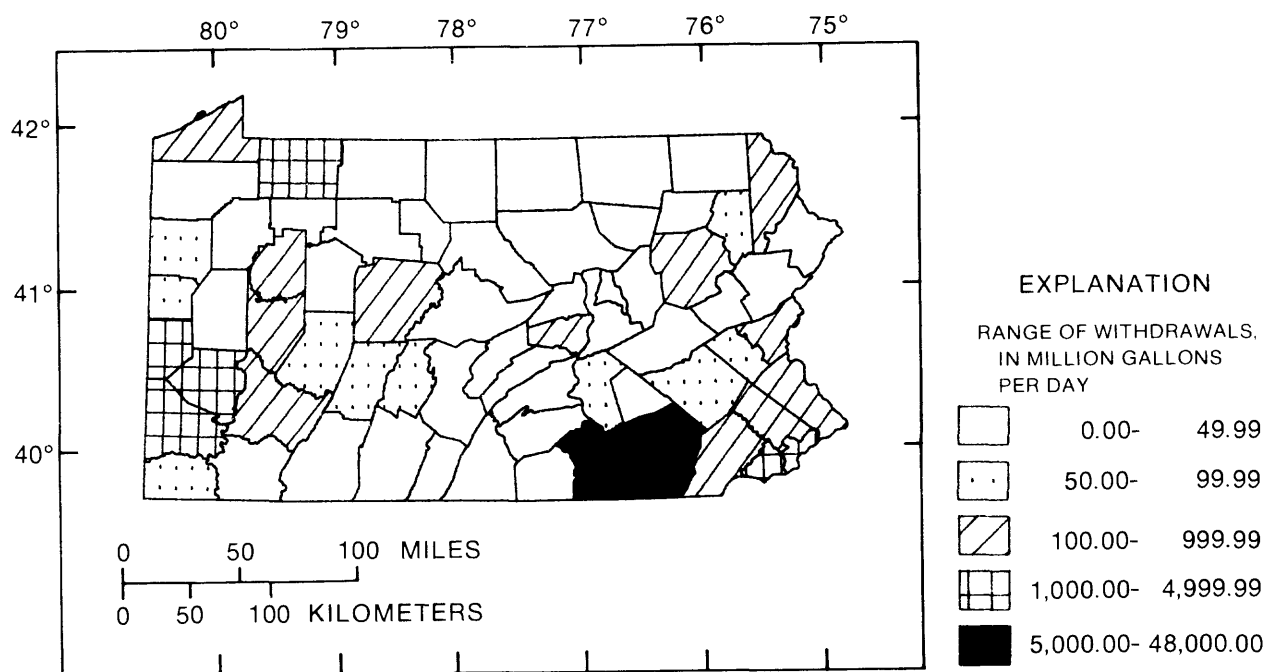 80° 79° 78° 77° 76° 75°
42°
41°
40°
0 50 100 MILES
0 50 100 KILOMETERS
EXPLANATION
RANGE OF WITHDRAWALS,
IN MILLION GALLONS
PER DAY
0.00- 49.99
50.00- 99.99
100.00- 999.99
1,000.00- 4,999.99
5,000.00- 48,000.00